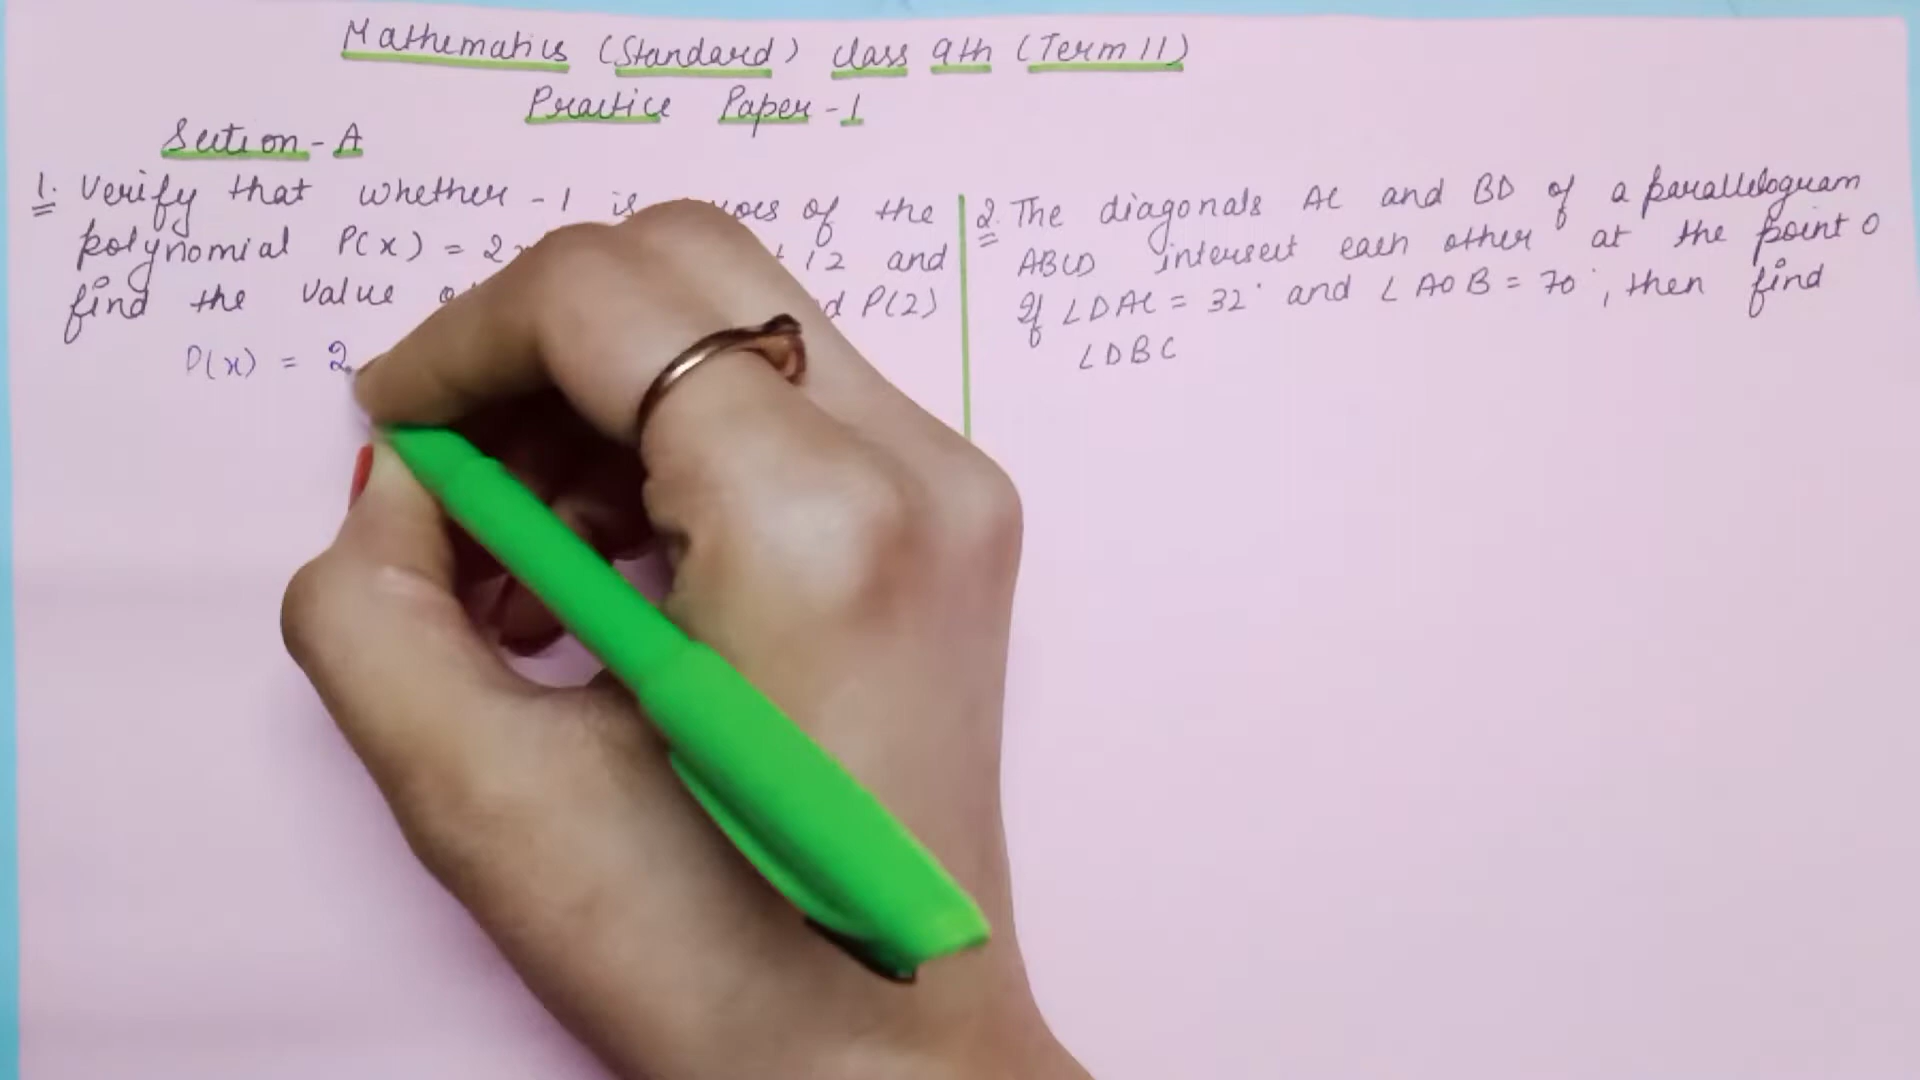 Mathematics (Standard) class 9th (Term II)
Practice Paper - 1
Section - A
1. Verify that whether -1 is of the
polynomial P(x) = 2 12 and
find the value P(2)
P(x) = 2
2. The diagonals AC and BD of a parallelogram
ABCD intersect each other at the point O
If ∠DAC = 32° and ∠AOB = 70°, then find
∠DBC